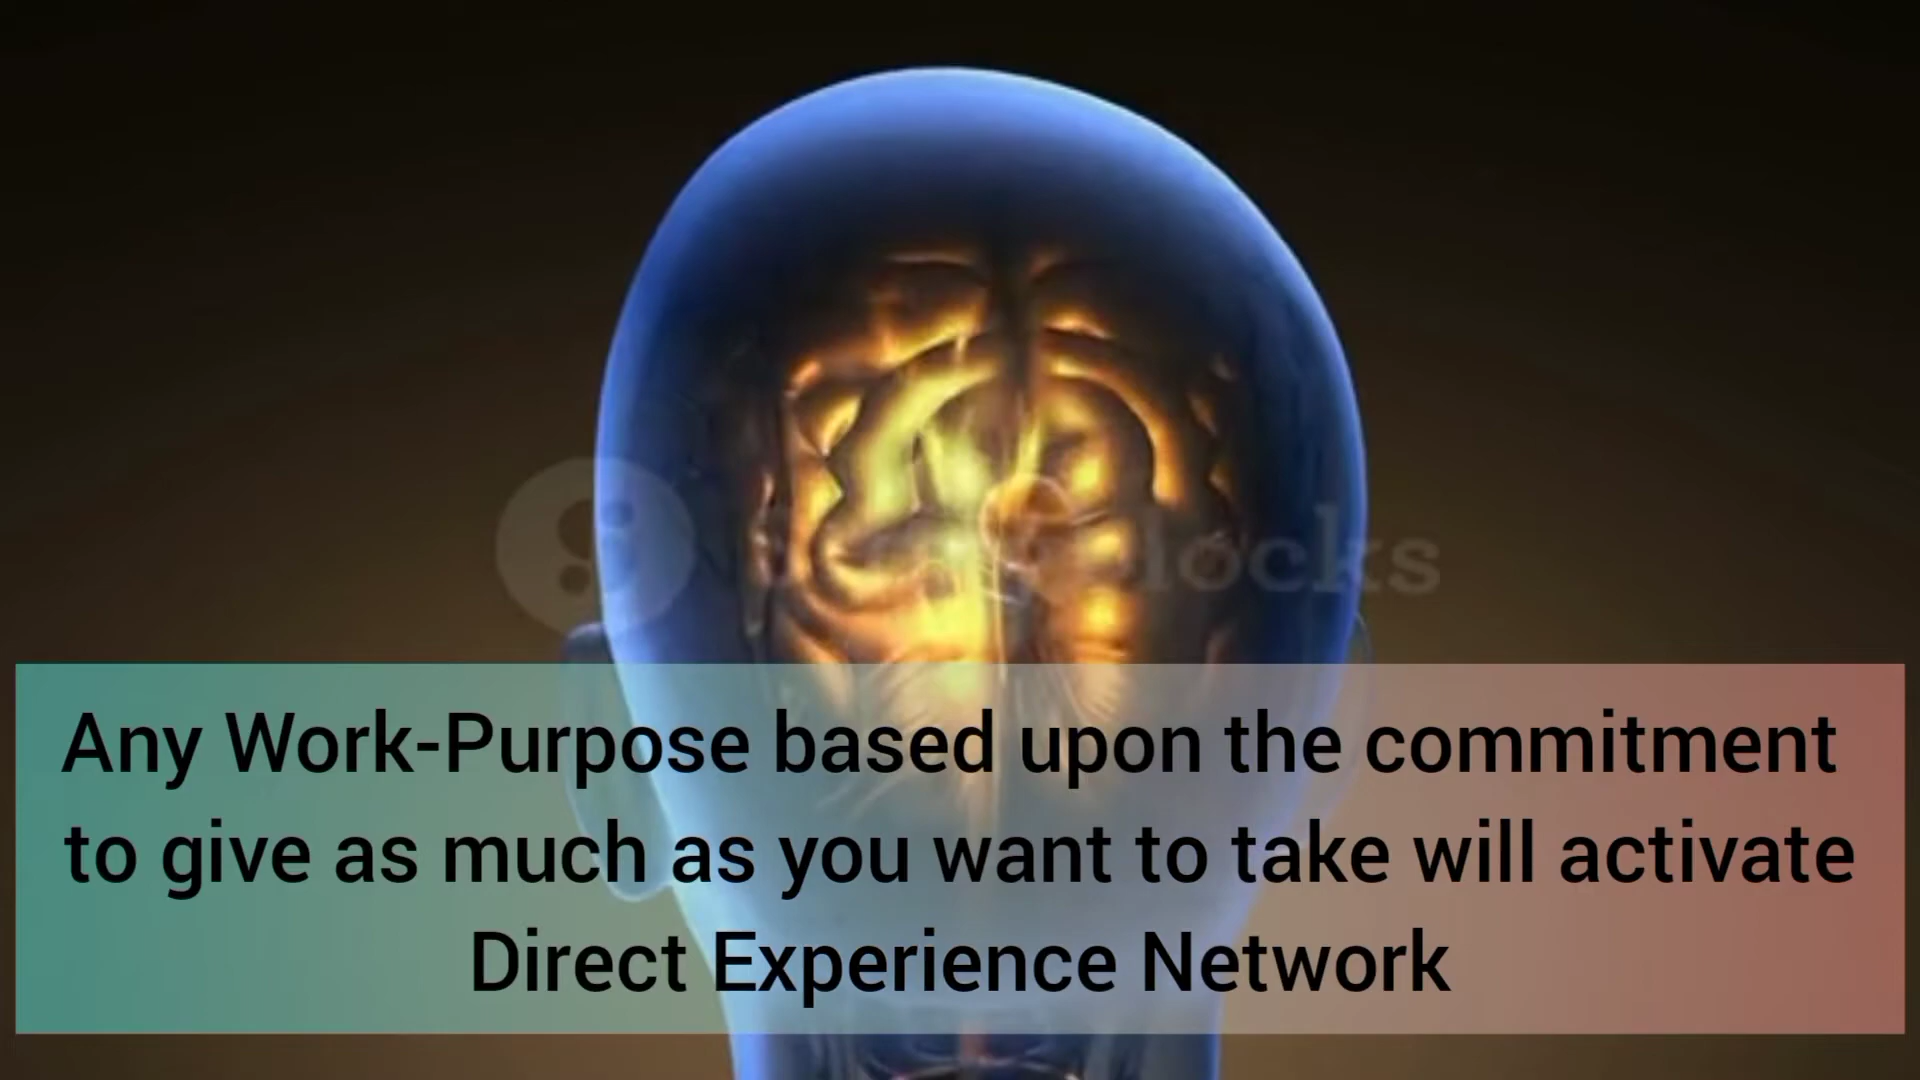 Any Work-Purpose based upon the commitment
to give as much as you want to take will activate
Direct Experience Network